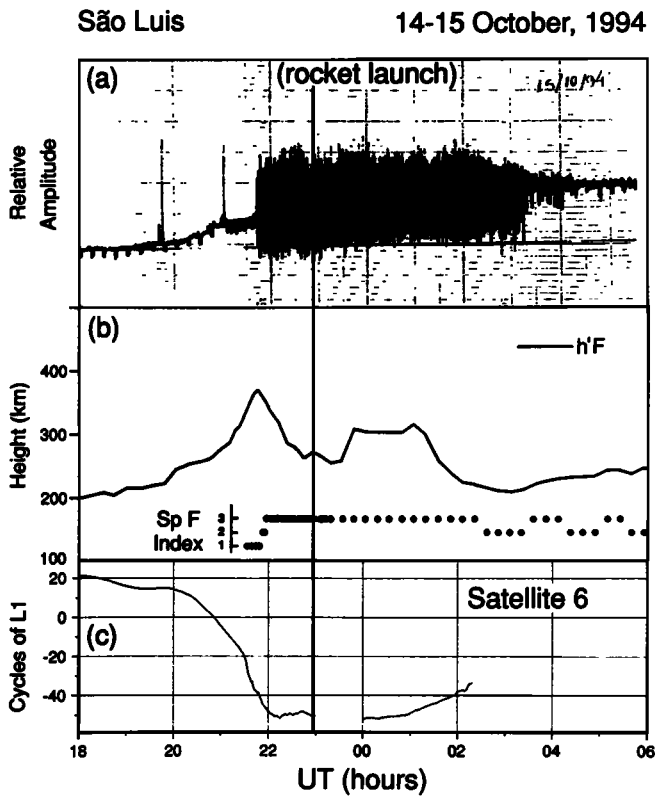 São Luis 14-15 October, 1994
(a) (rocket launch) 15/10/94
Relative
Amplitude
(b)
h'F
400
300
200
100
Height (km)
Sp F
Index
3
2
1
20
0
-20
-40
Cycles of L1
(c)
Satellite 6
18 20 22 00 02 04 06
UT (hours)